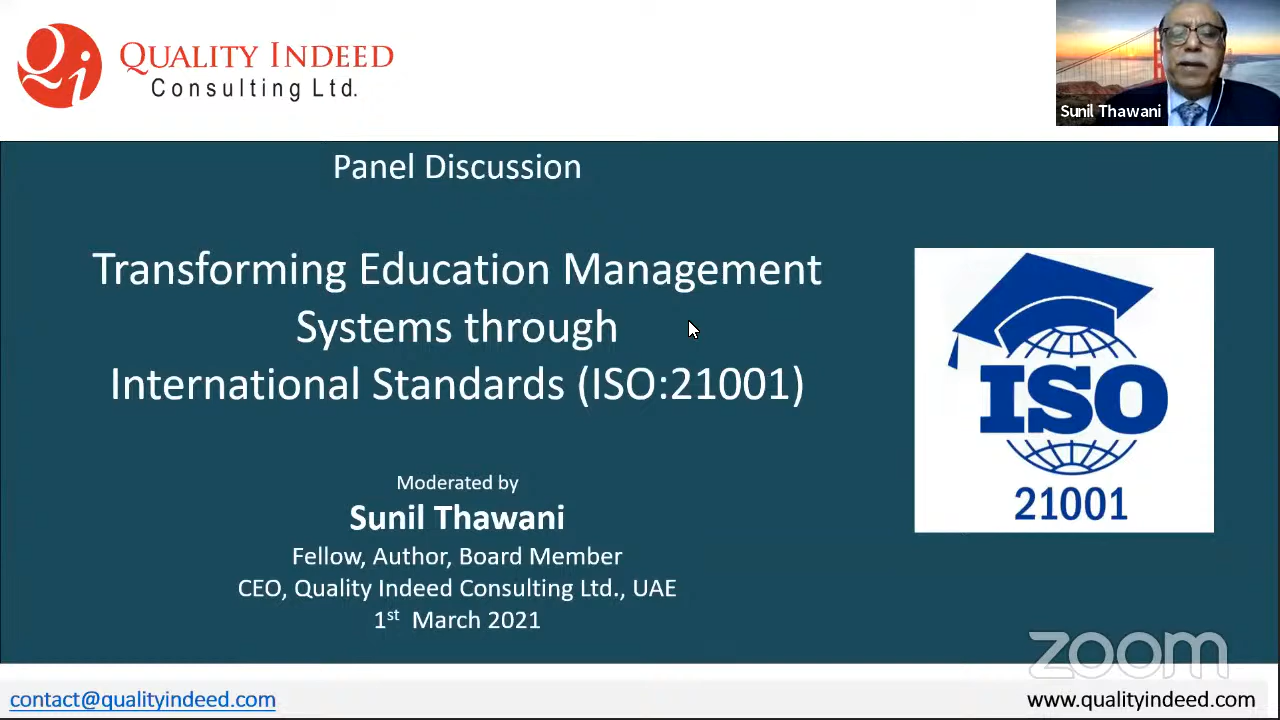 Qi QUALITY INDEED
Consulting Ltd.
Sunil Thawani
Panel Discussion
Transforming Education Management
Systems through
International Standards (ISO:21001)
ISO
21001
Moderated by
Sunil Thawani
Fellow, Author, Board Member
CEO, Quality Indeed Consulting Ltd., UAE
1st March 2021
zoom
contact@qualityindeed.com
www.qualityindeed.com